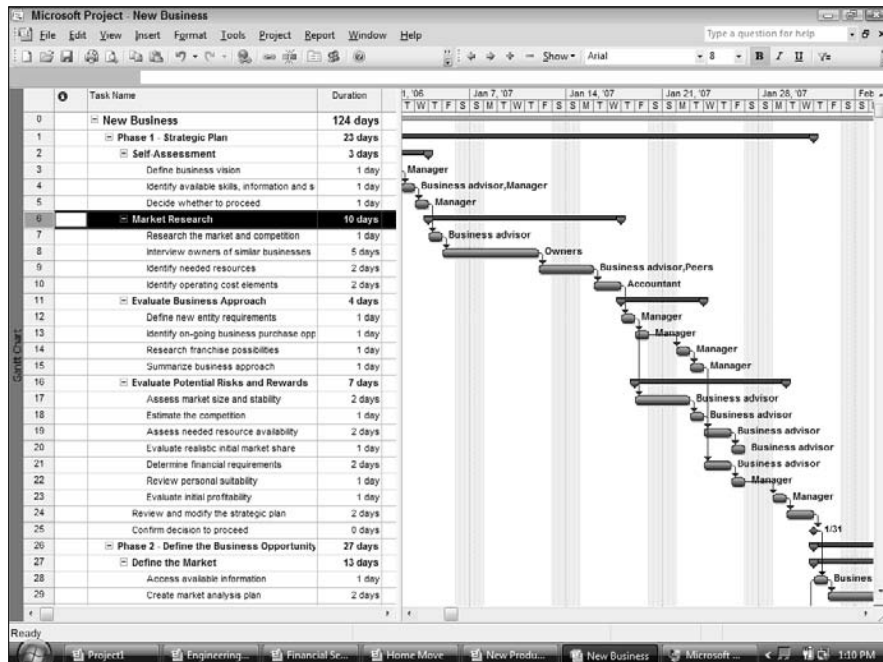 Microsoft Project - New Business
File Edit View Insert Format Tools Project Report Window Help
Type a question for help
Show Arial 8 B I U
Task Name Duration
, '06 Jan 7, '07 Jan 14, '07 Jan 21, '07 Jan 28, '07 Feb
T W T F S S M T W T F S S M T W T F S S M T W T F S S M T W T F S S
0 New Business 124 days
1 Phase 1 - Strategic Plan 23 days
2 Self-Assessment 3 days
3 Define business vision 1 day Manager
4 Identify available skills, information and s 1 day Business advisor,Manager
5 Decide whether to proceed 1 day Manager
6 Market Research 10 days
7 Research the market and competition 1 day Business advisor
8 Interview owners of similar businesses 5 days Owners
9 Identify needed resources 2 days Business advisor,Peers
10 Identify operating cost elements 2 days Accountant
11 Evaluate Business Approach 4 days
12 Define new entity requirements 1 day Manager
13 Identify on-going business purchase opp 1 day Manager
14 Research franchise possibilities 1 day Manager
15 Summarize business approach 1 day Manager
16 Evaluate Potential Risks and Rewards 7 days
17 Assess market size and stability 2 days Business advisor
18 Estimate the competition 1 day Business advisor
19 Assess needed resource availability 2 days Business advisor
20 Evaluate realistic initial market share 1 day Business advisor
21 Determine financial requirements 2 days Business advisor
22 Review personal suitability 1 day Manager
23 Evaluate initial profitability 1 day Manager
24 Review and modify the strategic plan 2 days
25 Confirm decision to proceed 0 days 1/31
26 Phase 2 - Define the Business Opportunity 27 days
27 Define the Market 13 days
28 Access available information 1 day Busines
29 Create market analysis plan 2 days
Gantt Chart
Ready
Project1 Engineering... Financial Se... Home Move New Produ... New Business Microsoft ... 1:10 PM